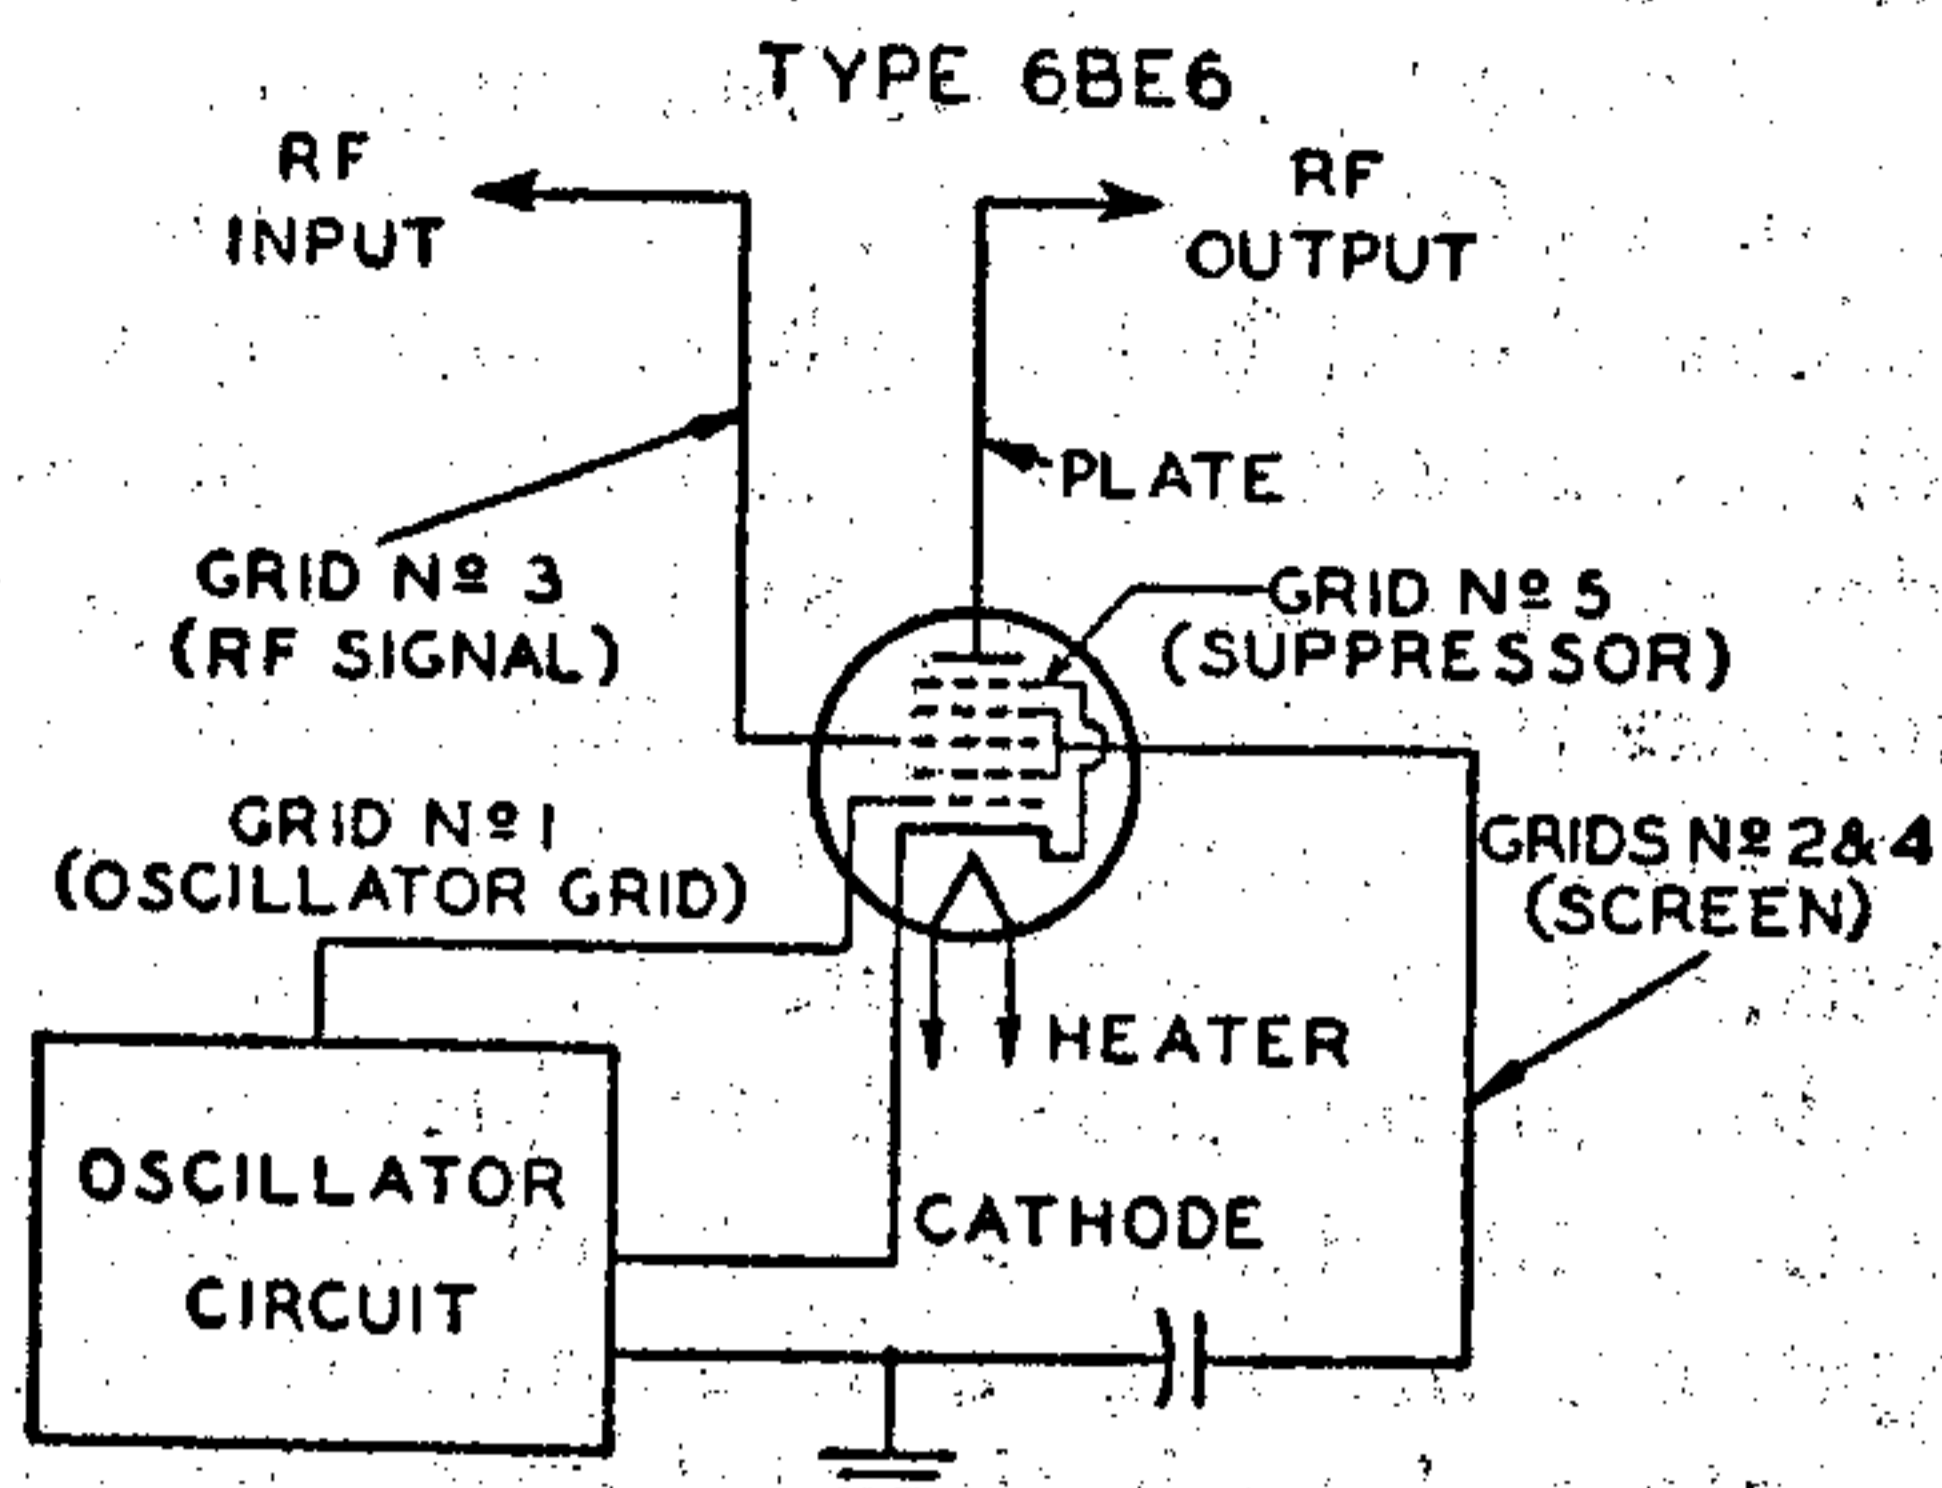 TYPE 6BE6
RF
INPUT
RF
OUTPUT
PLATE
GRID Nº 3
(RF SIGNAL)
GRID Nº 5
(SUPPRESSOR)
GRID Nº 1
(OSCILLATOR GRID)
GRIDS Nº 2&4
(SCREEN)
HEATER
OSCILLATOR
CIRCUIT
CATHODE